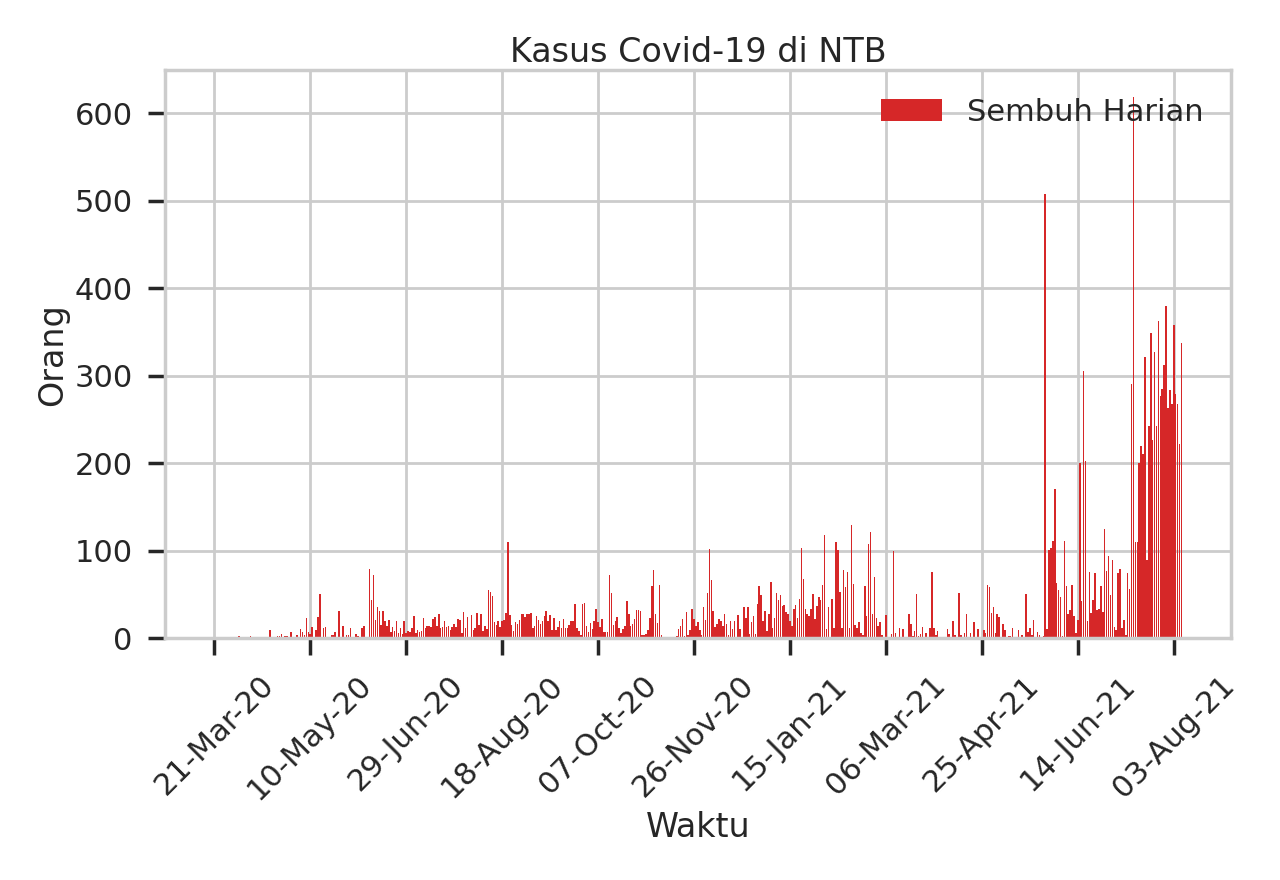 Kasus Covid-19 di NTB
Sembuh Harian
Orang
600
500
400
300
200
100
0
21-Mar-20
10-May-20
29-Jun-20
18-Aug-20
07-Oct-20
26-Nov-20
15-Jan-21
06-Mar-21
25-Apr-21
14-Jun-21
03-Aug-21
Waktu